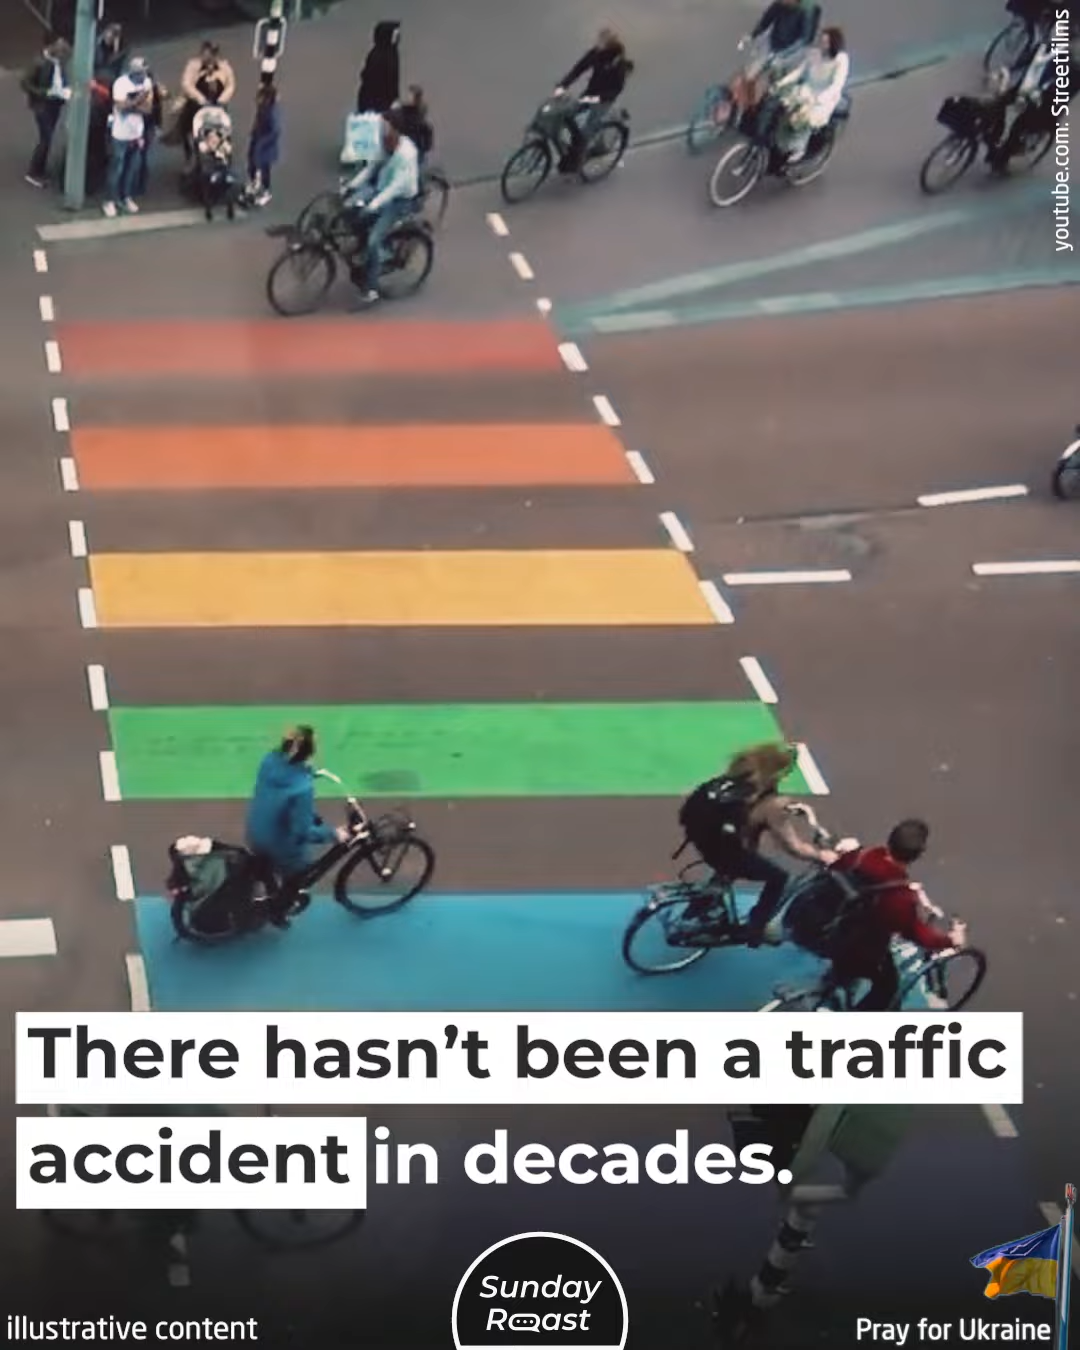 youtube.com: Streetfilms
There hasn’t been a traffic
accident in decades.
Sunday
Roast
illustrative content
Pray for Ukraine